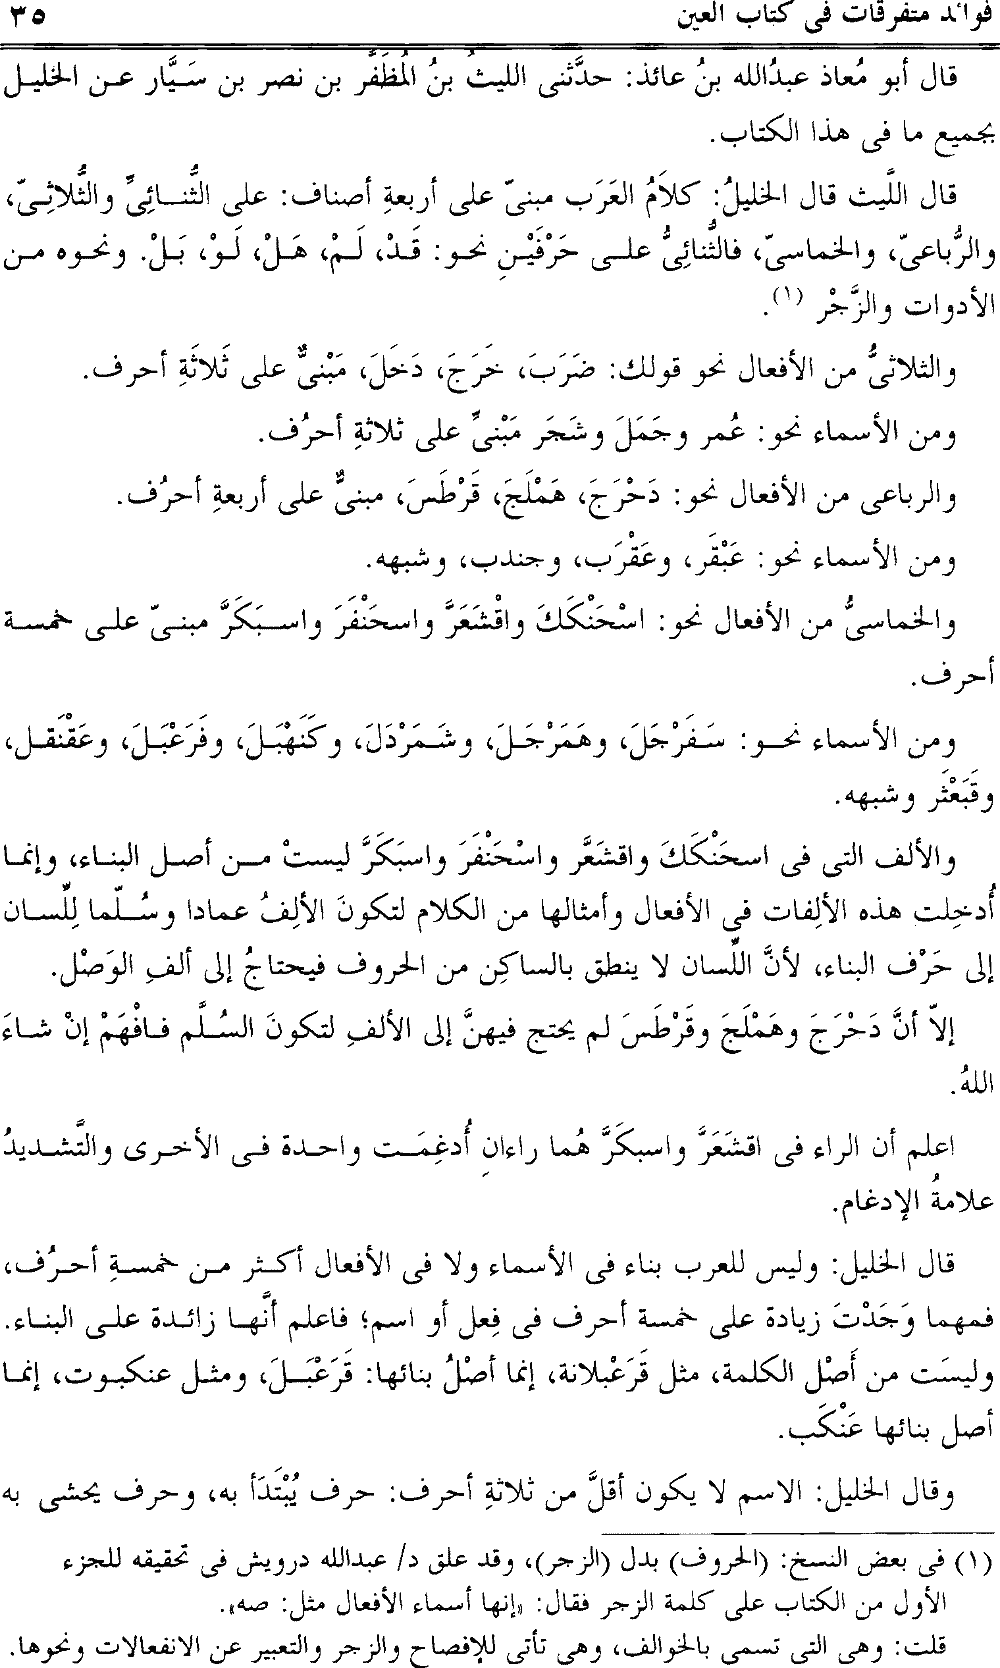 فوائد متفرقات فى كتاب العين ٣٥
قال أبو مُعاذ عبدُالله بنُ عائذ: حدَّثنى الليثُ بنُ المُظَفَّر بن نصر بن سَيَّار عن الخليل
بجميع ما فى هذا الكتاب.
قال اللَّيث قال الخليلُ: كلاَمُ العَرَب مبنىّ على أربعةِ أصناف: على الثُّنائِىِّ والثُّلاثِىّ،
والرُّباعىّ، والخماسىّ، فالثُّنائِىُّ على حَرْفَيْنِ نحو: قَدْ، لَمْ، هَلْ، لَوْ، بَلْ. ونحوه من
الأدوات والزَّجْر (١).
والثلاثىُّ من الأفعال نحو قولك: ضَرَبَ، خَرَجَ، دَخَلَ، مَبْنىٌّ على ثَلاثَةِ أحرف.
ومن الأسماء نحو: عُمر وجَمَلَ وشَجَر مَبْنىِّ على ثلاثةِ أحرُف.
والرباعى من الأفعال نحو: دَحْرَجَ، هَمْلَجَ، قَرْطَسَ، مبنىٌّ على أربعةِ أحرُف.
ومن الأسماء نحو: عَبْقَر، وعَقْرَب، وجندب، وشبهه.
والخماسىُّ من الأفعال نحو: اسْحَنْكَكَ واقْشَعَرَّ واسحَنْفَرَ واسبَكَرَّ مبنىّ على خمسة
أحرف.
ومن الأسماء نحو: سَفَرْجَلَ، وهَمَرْجَلَ، وشَمَرْدَلَ، وكَنَهْبَلَ، وفَرَعْبَلَ، وعَقْنَقل،
وقَبَعْثَر وشبهه.
والألف التى فى اسحَنْكَكَ واقشَعَّر واسْحَنْفَرَ واسبَكَرَّ ليستْ من أصل البناء، وإنما
أُدخِلت هذه الألِفات فى الأفعال وأمثالها من الكلام لتكونَ الألِفُ عمادا وسُلّما لِلِّسان
إلى حَرْف البناء، لأنَّ اللِّسان لا ينطق بالساكِن من الحروف فيحتاجُ إلى ألفِ الوَصْل.
إلاّ أنَّ دَحْرَجَ وهَمْلَجَ وقَرْطَسَ لم يحتج فيهنَّ إلى الألفِ لتكونَ السُلَّم فافْهَمْ إنْ شاءَ
اللهُ.
اعلم أن الراء فى اقشَعَرَّ واسبكَرَّ هُما راءانِ أُدغِمَت واحدة فى الأخرى والتَّشديدُ
علامةُ الإدغام.
قال الخليل: وليس للعرب بناء فى الأسماء ولا فى الأفعال أكثر من خمسةِ أحرُف،
فمهما وَجَدْتَ زيادة على خمسة أحرف فى فِعل أو اسم؛ فاعلم أنَّها زائدة على البناء.
وليسَت من أَصْل الكلمة، مثل قَرَعْبلانة، إنما أصْلُ بنائها: قَرَعْبَلَ، ومثل عنكبوت، إنما
أصل بنائها عَنْكَب.
وقال الخليل: الاسم لا يكون أقلَّ من ثلاثةِ أحرف: حرف يُبْتَدَأ به، وحرف يحشى به
(١) فى بعض النسخ: (الحروف) بدل (الزجر)، وقد علق د/ عبدالله درويش فى تحقيقه للجزء
الأول من الكتاب على كلمة الزجر فقال: «إنها أسماء الأفعال مثل: صه».
قلت: وهى التى تسمى بالخوالف، وهى تأتى للإفصاح والزجر والتعبير عن الانفعالات ونحوها.